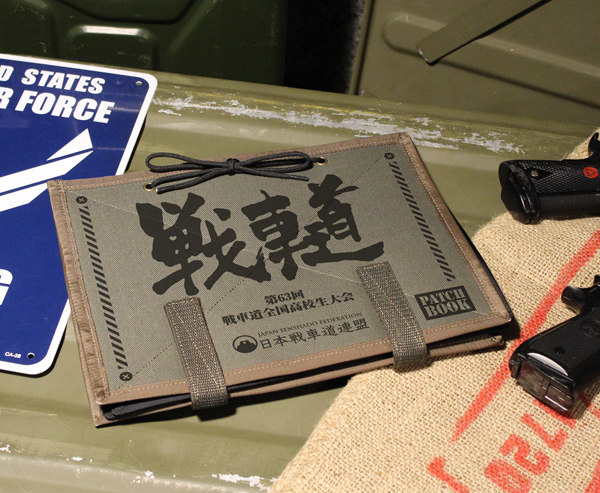 D STATES
R FORCE
G
CA-28
戦車道
第63回
戦車道全国高校生大会
JAPAN SENSHADO FEDERATION
日本戦車道連盟
PATCH
BOOK
720